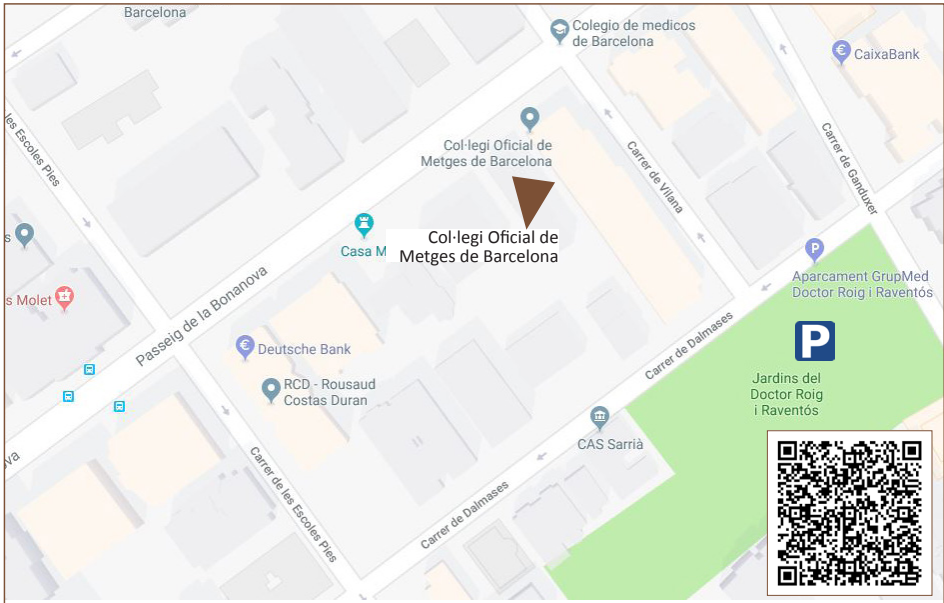 Barcelona
Colegio de medicos
de Barcelona
€ CaixaBank
les Escoles Pies
Col·legi Oficial de
Metges de Barcelona
Carrer de Vilana
Carrer de Ganduxer
s
Casa M
Col·legi Oficial de
Metges de Barcelona
P
Aparcament GrupMed
Doctor Roig i Raventós
s Molet
Passeig de la Bonanova
€ Deutsche Bank
Carrer de Dalmases
P
RCD - Rousaud
Costas Duran
Jardins del
Doctor Roig
i Raventós
CAS Sarrià
ova
Carrer de les Escoles Pies
Carrer de Dalmases